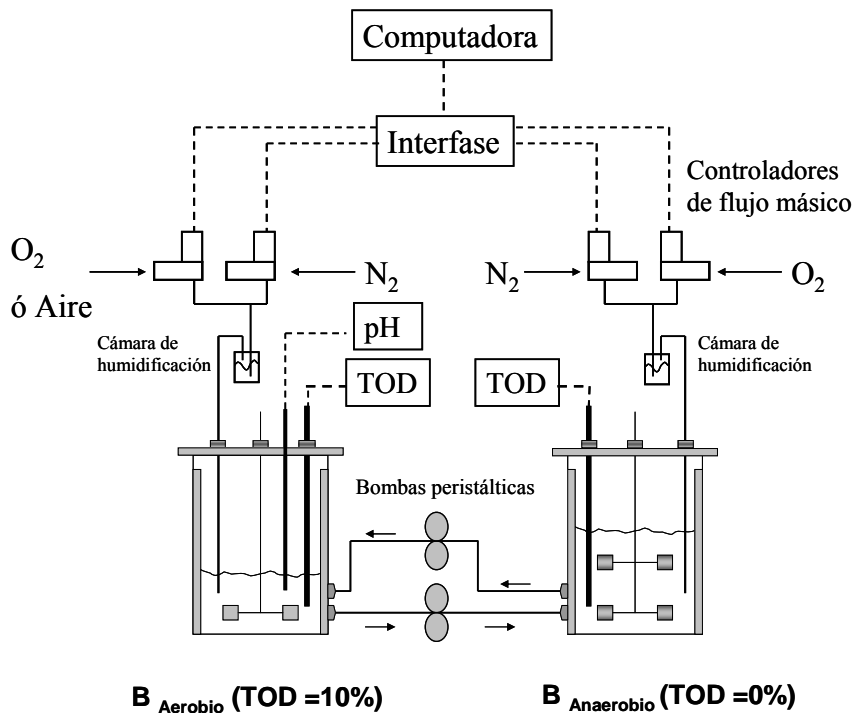 Computadora
Interfase
Controladores
de flujo másico
O₂
ó Aire
N₂
N₂
O₂
pH
Cámara de
humidificación
TOD
TOD
Cámara de
humidificación
Bombas peristálticas
B Aerobio (TOD =10%)
B Anaerobio (TOD =0%)